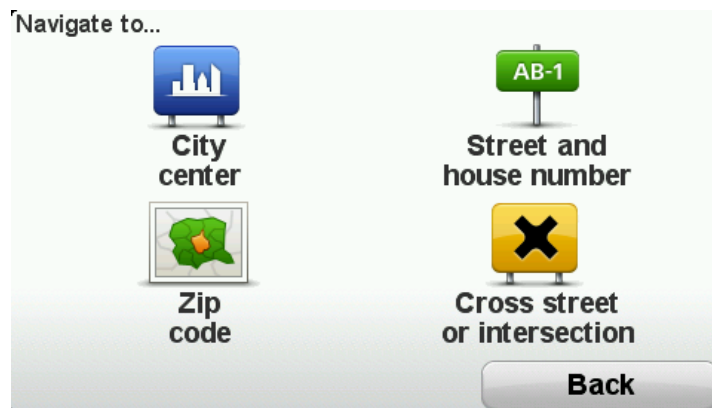 Navigate to...
AB-1
City
center
Street and
house number
Zip
code
Cross street
or intersection
Back